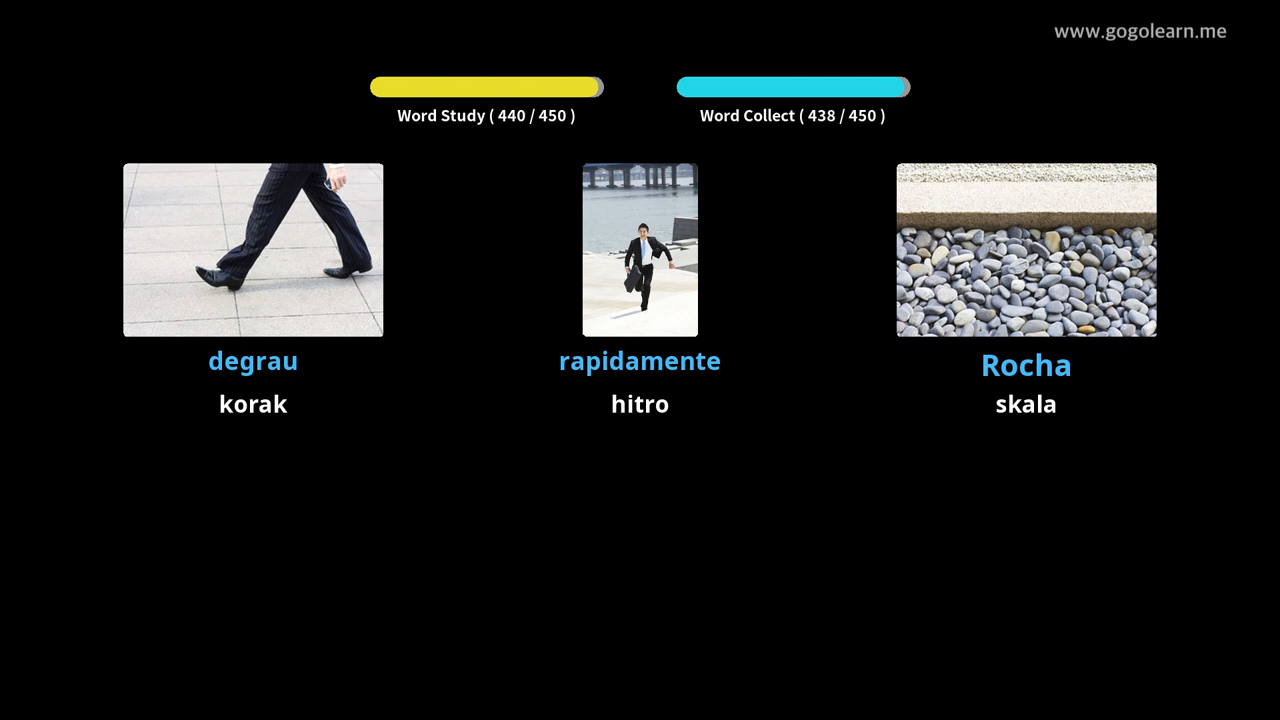 www.gogolearn.me
Word Study ( 440 / 450 )
Word Collect ( 438 / 450 )
degrau
rapidamente
Rocha
korak
hitro
skala